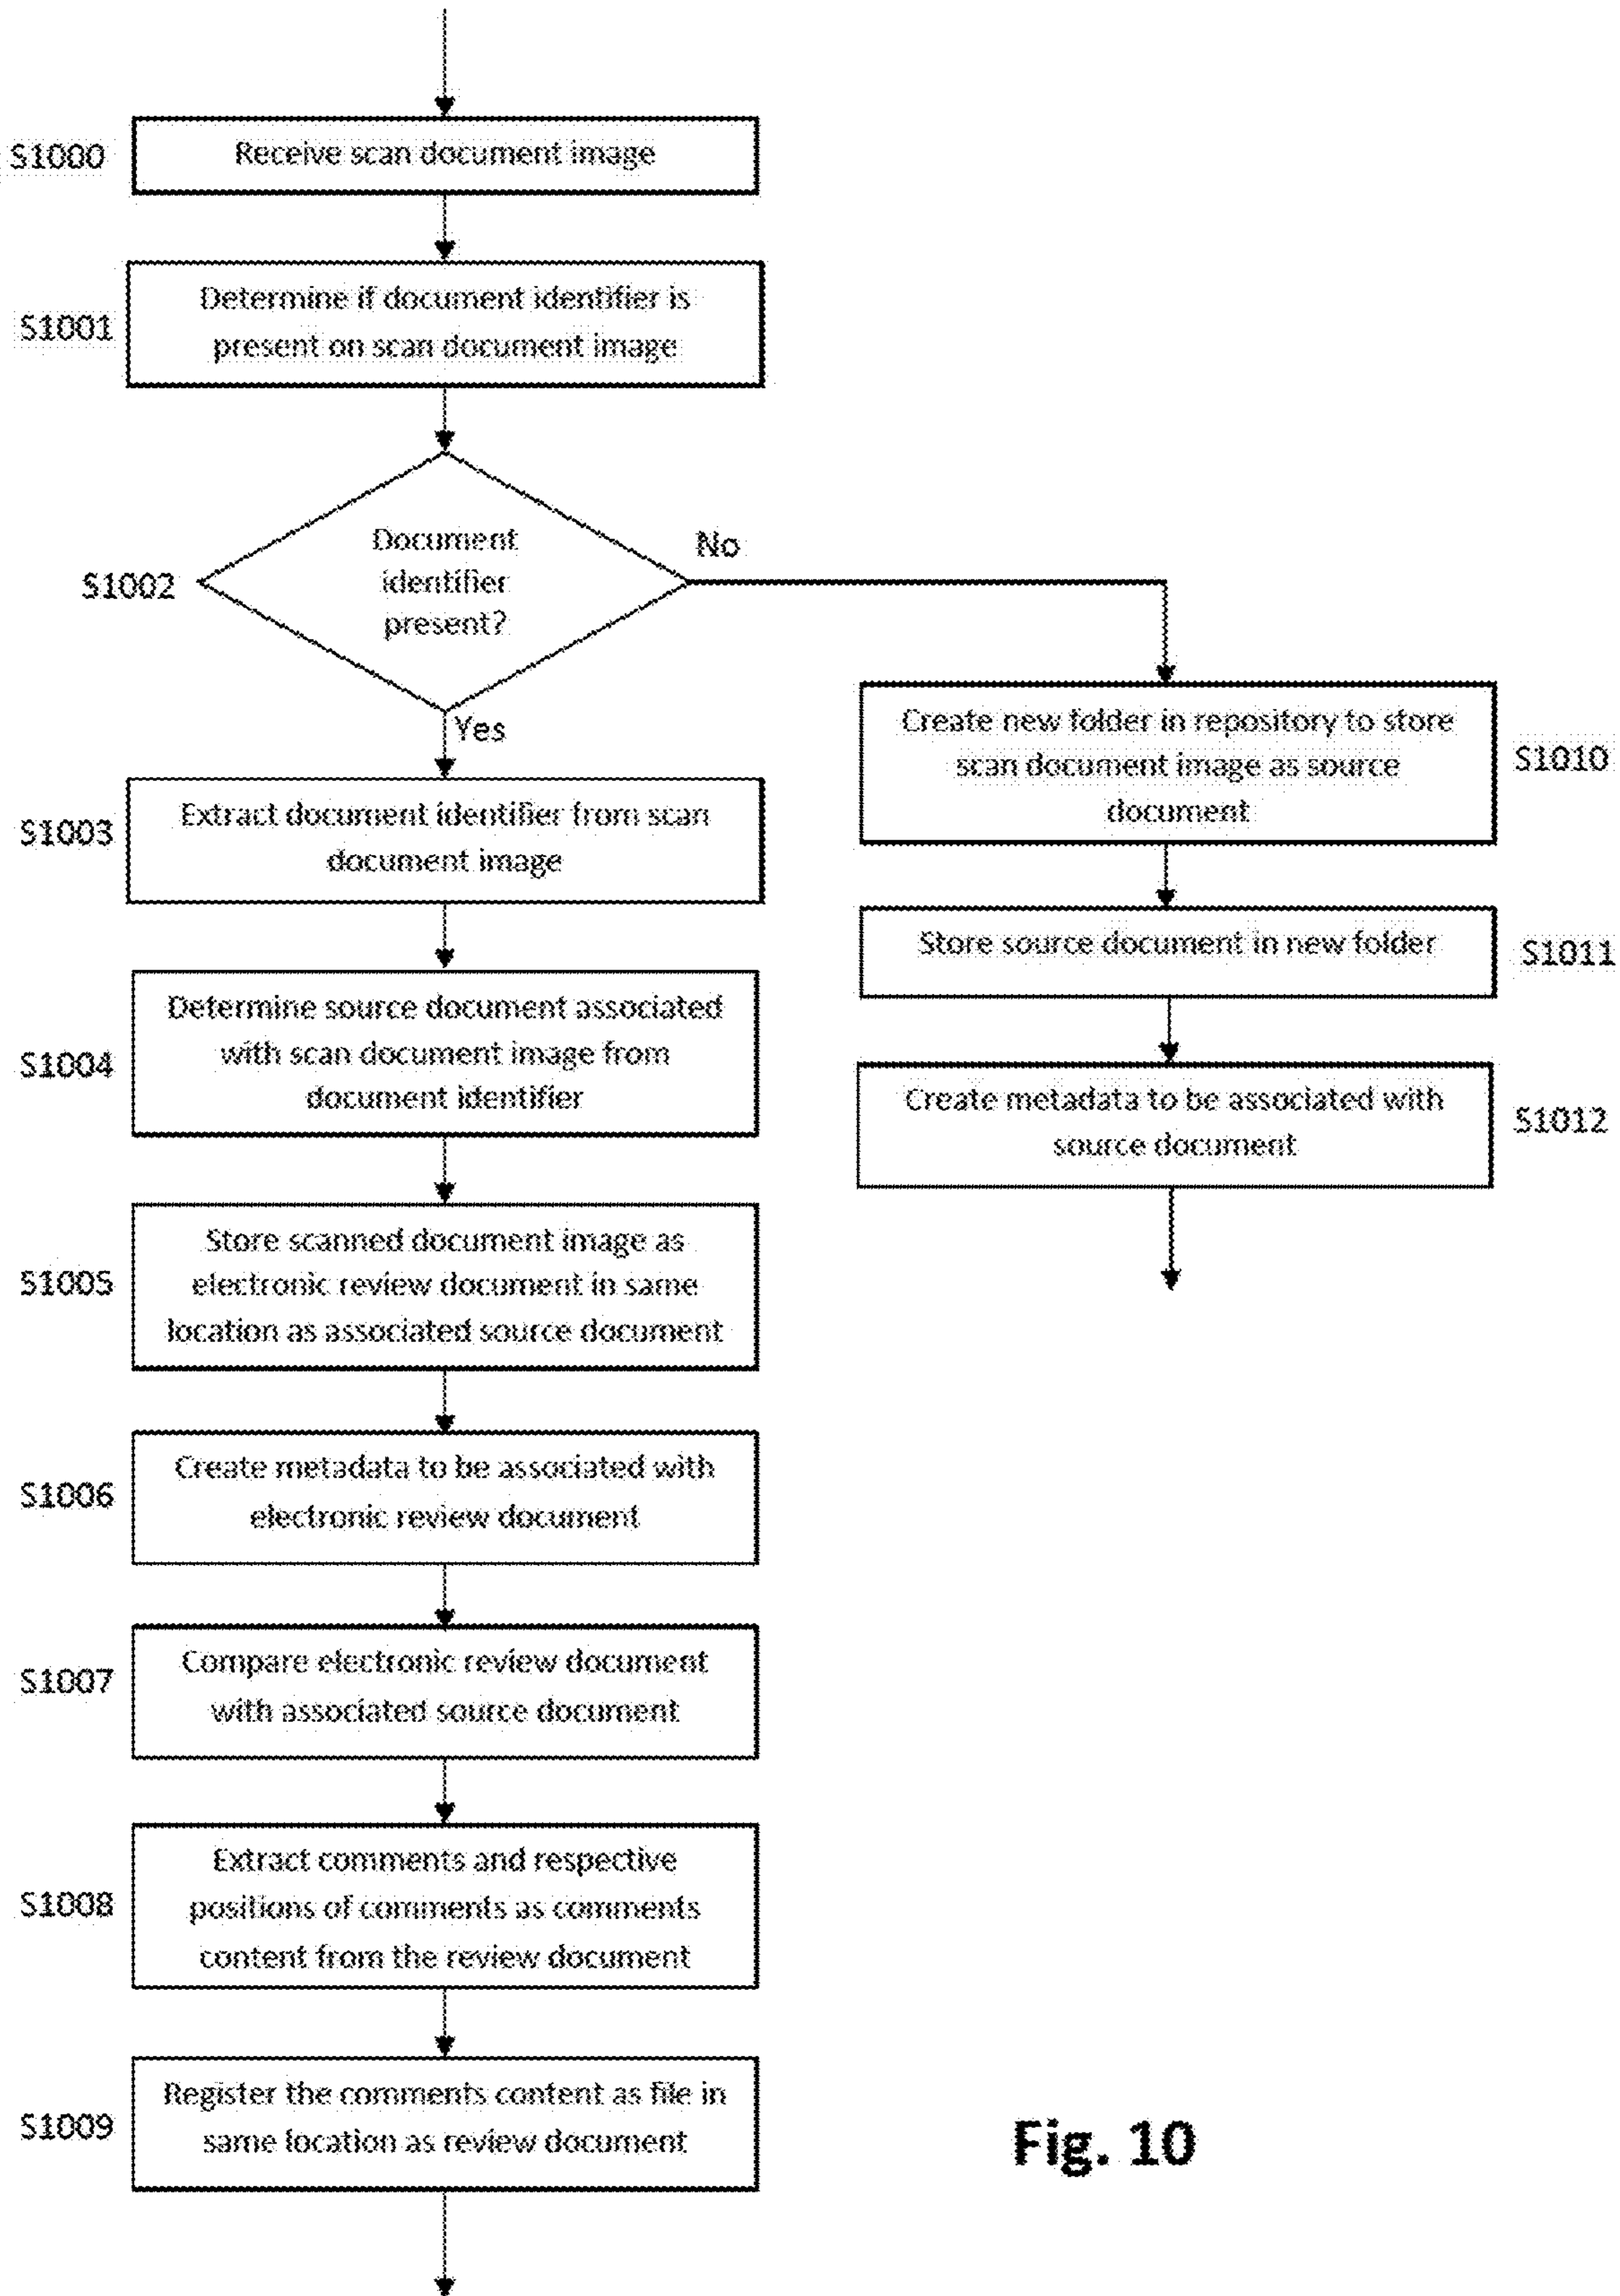 S1000
Receive scan document image
S1001
Determine if document identifier is
present on scan document image
S1002
Document
identifier
present?
No
Yes
S1003
Extract document identifier from scan
document image
S1004
Determine source document associated
with scan document image from
document identifier
S1005
Store scanned document image as
electronic review document in same
location as associated source document
S1006
Create metadata to be associated with
electronic review document
S1007
Compare electronic review document
with associated source document
S1008
Extract comments and respective
positions of comments as comments
content from the review document
S1009
Register the comments content as file in
same location as review document
Create new folder in repository to store
scan document image as source
document
S1010
Store source document in new folder
S1011
Create metadata to be associated with
source document
S1012
Fig. 10